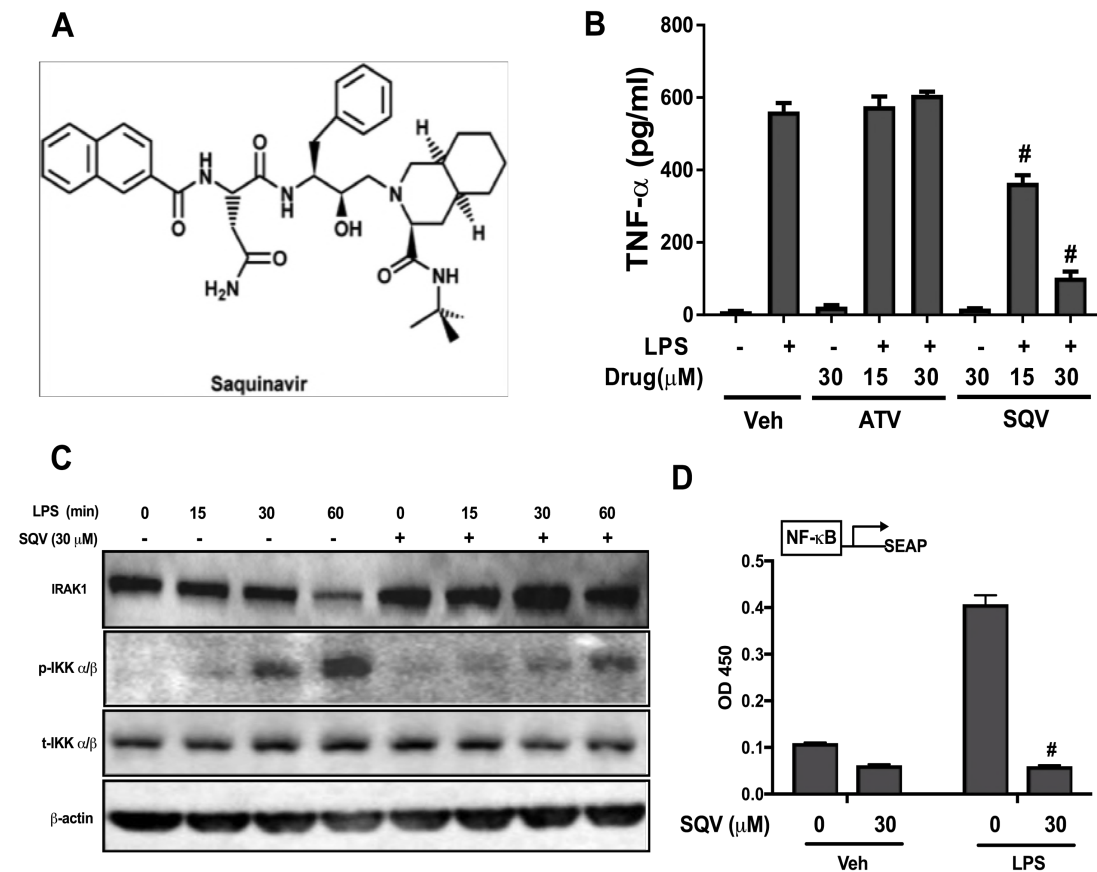 A
H
N
O
O
N
H
OH
N
H
H
O
NH
O
H₂N
Saquinavir
B
TNF-α (pg/ml)
800
600
400
200
0
#
#
LPS - + - + + - + +
Drug(μM) 30 15 30 30 15 30
Veh ATV SQV
C
LPS (min) 0 15 30 60 0 15 30 60
SQV (30 μM) - - - - + + + +
IRAK1
p-IKK α/β
t-IKK α/β
β-actin
D
NF-κB
SEAP
OD 450
0.5
0.4
0.3
0.2
0.1
0.0
#
SQV (μM) 0 30 0 30
Veh LPS